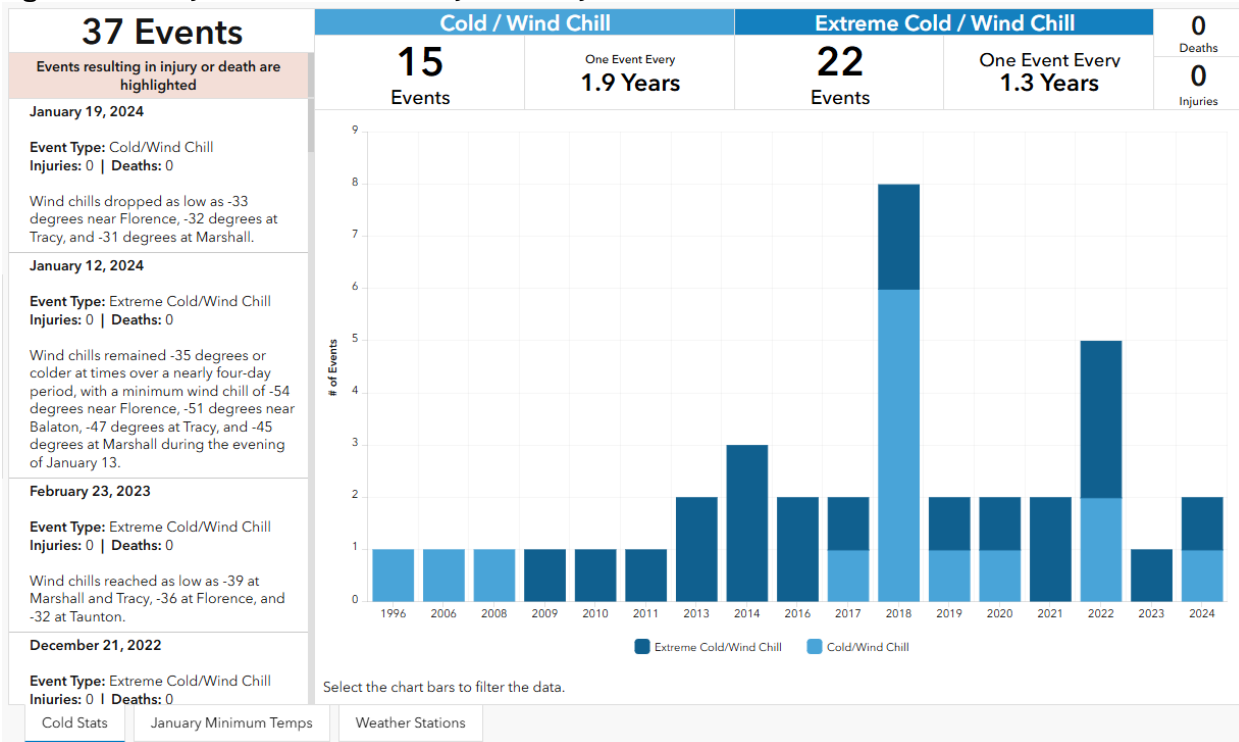 37 Events
Events resulting in injury or death are
highlighted
January 19, 2024
Event Type: Cold/Wind Chill
Injuries: 0 | Deaths: 0
Wind chills dropped as low as -33
degrees near Florence, -32 degrees at
Tracy, and -31 degrees at Marshall.
January 12, 2024
Event Type: Extreme Cold/Wind Chill
Injuries: 0 | Deaths: 0
Wind chills remained -35 degrees or
colder at times over a nearly four-day
period, with a minimum wind chill of -54
degrees near Florence, -51 degrees near
Balaton, -47 degrees at Tracy, and -45
degrees at Marshall during the evening
of January 13.
February 23, 2023
Event Type: Extreme Cold/Wind Chill
Injuries: 0 | Deaths: 0
Wind chills reached as low as -39 at
Marshall and Tracy, -36 at Florence, and
-32 at Taunton.
December 21, 2022
Event Type: Extreme Cold/Wind Chill
Injuries: 0 | Deaths: 0
Cold / Wind Chill
15
Events
One Event Every
1.9 Years
Extreme Cold / Wind Chill
22
Events
One Event Every
1.3 Years
0
Deaths
0
Injuries
# of Events
9
8
7
6
5
4
3
2
1
0
1996 2006 2008 2009 2010 2011 2013 2014 2016 2017 2018 2019 2020 2021 2022 2023 2024
Extreme Cold/Wind Chill Cold/Wind Chill
Select the chart bars to filter the data.
Cold Stats January Minimum Temps Weather Stations